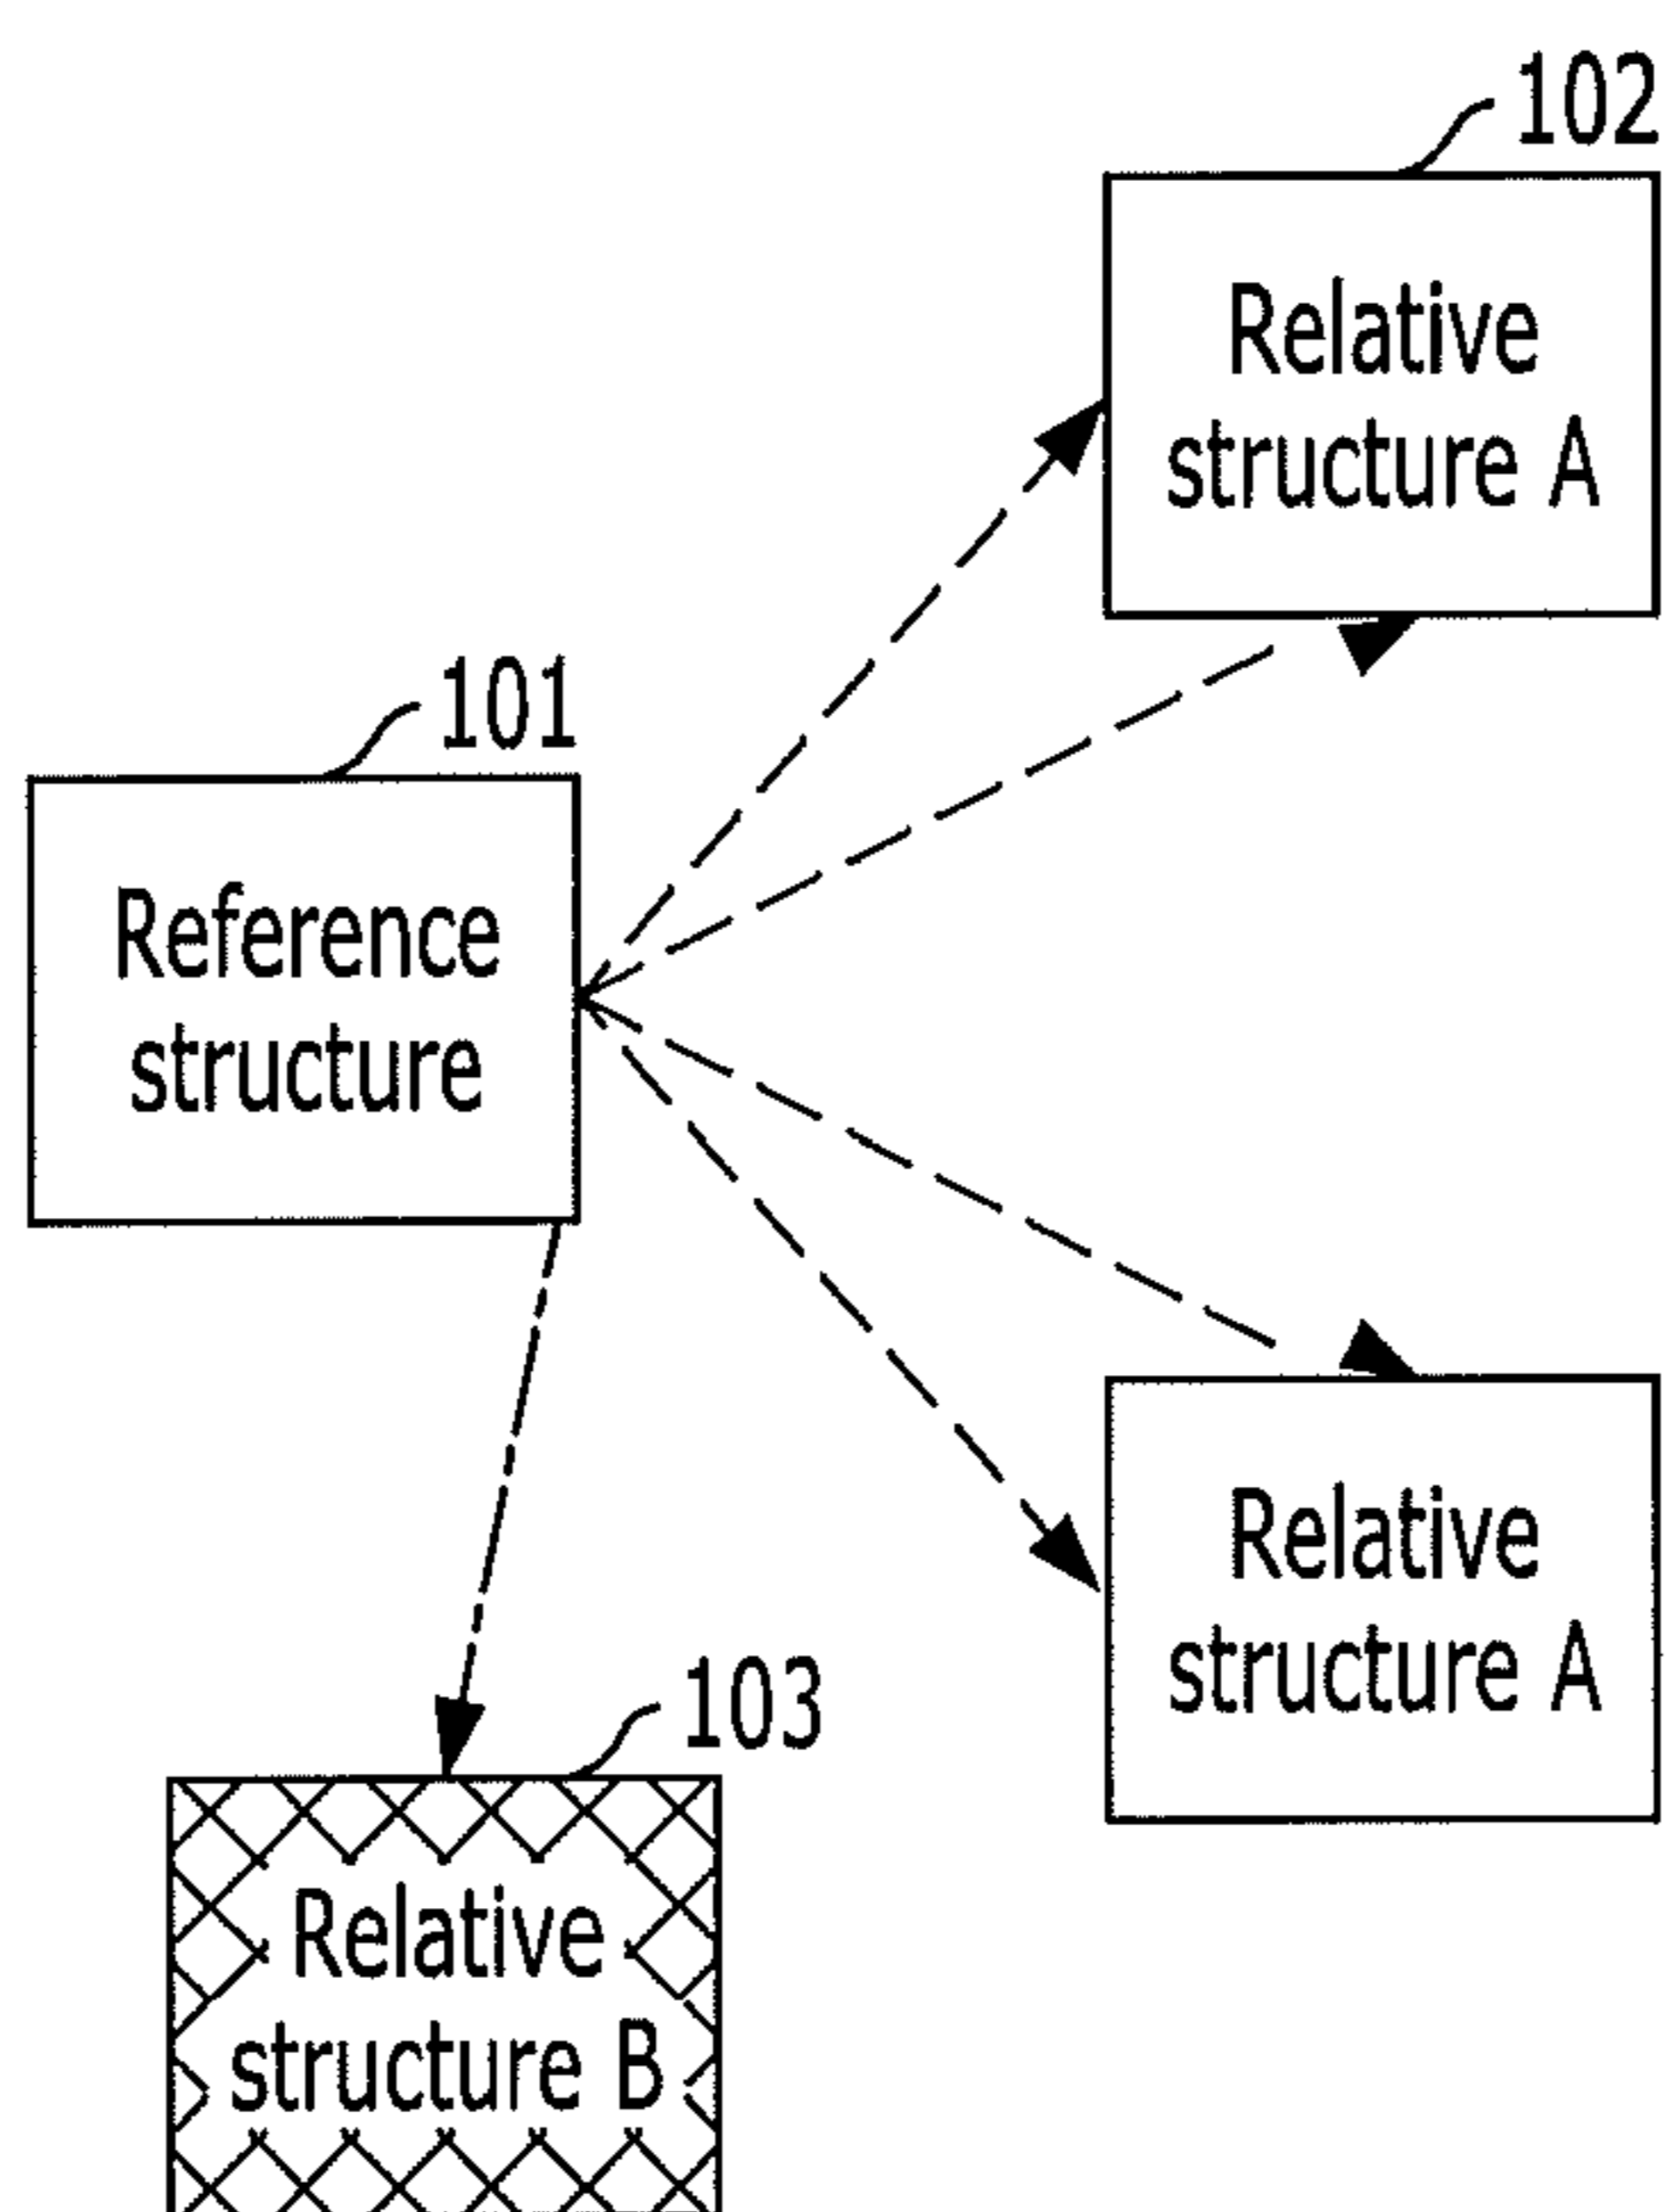 102
Relative
structure A
101
Reference
structure
Relative
structure A
103
Relative
structure B